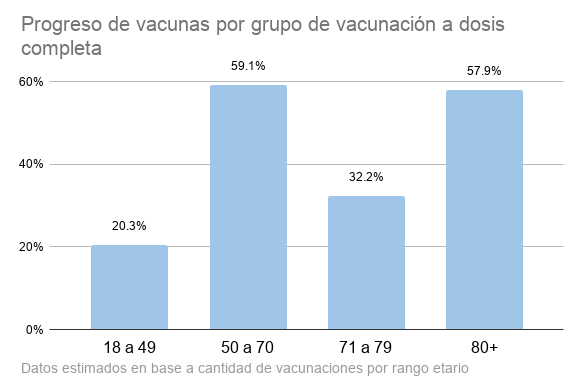 Progreso de vacunas por grupo de vacunación a dosis
completa
60%
40%
20%
0%
20.3%
59.1%
32.2%
57.9%
18 a 49
50 a 70
71 a 79
80+
Datos estimados en base a cantidad de vacunaciones por rango etario